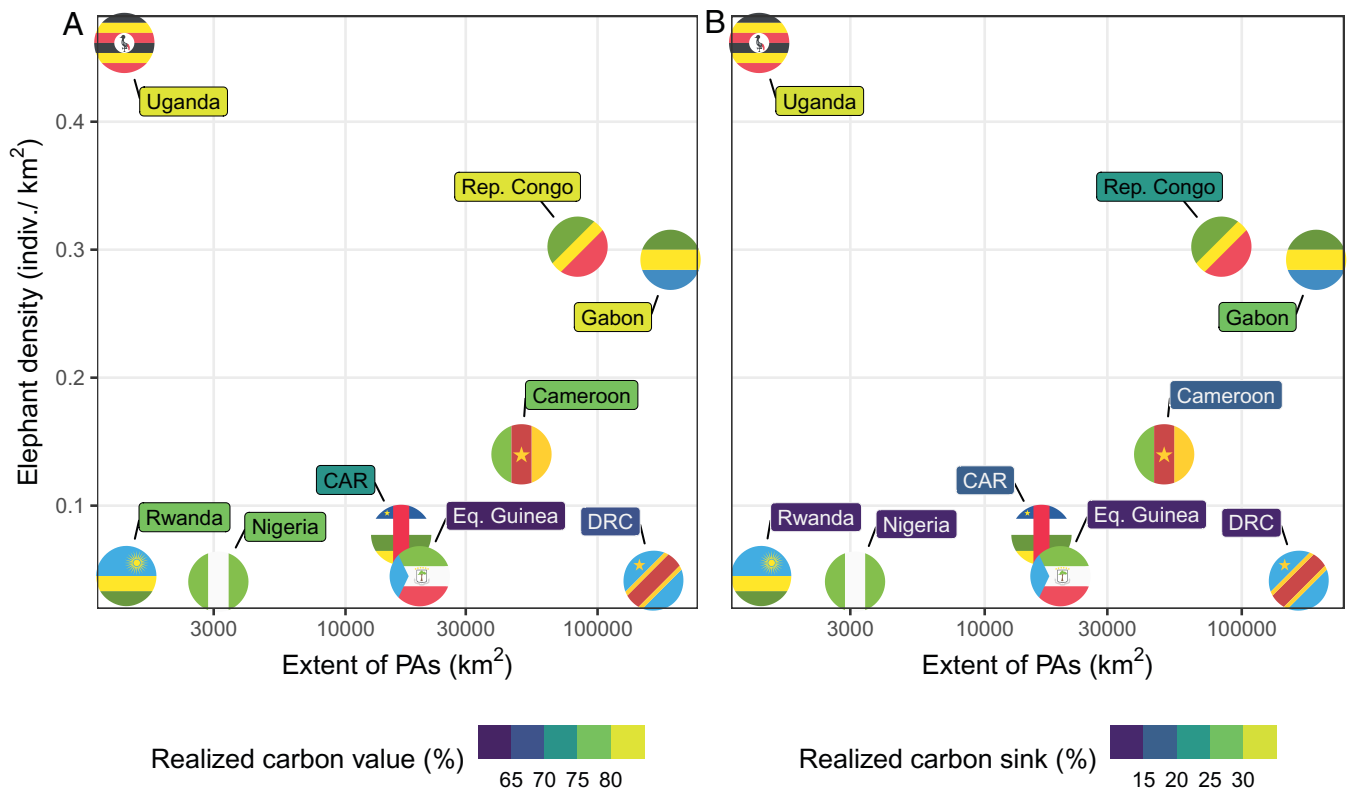 A
B
Elephant density (indiv./ km²)
0.4
0.3
0.2
0.1
Uganda
Rep. Congo
Gabon
Cameroon
CAR
Eq. Guinea
DRC
Rwanda
Nigeria
3000 10000 30000 100000
Extent of PAs (km²)
Realized carbon value (%)
65 70 75 80
Uganda
Rep. Congo
Gabon
Cameroon
CAR
Eq. Guinea
DRC
Rwanda
Nigeria
3000 10000 30000 100000
Extent of PAs (km²)
Realized carbon sink (%)
15 20 25 30